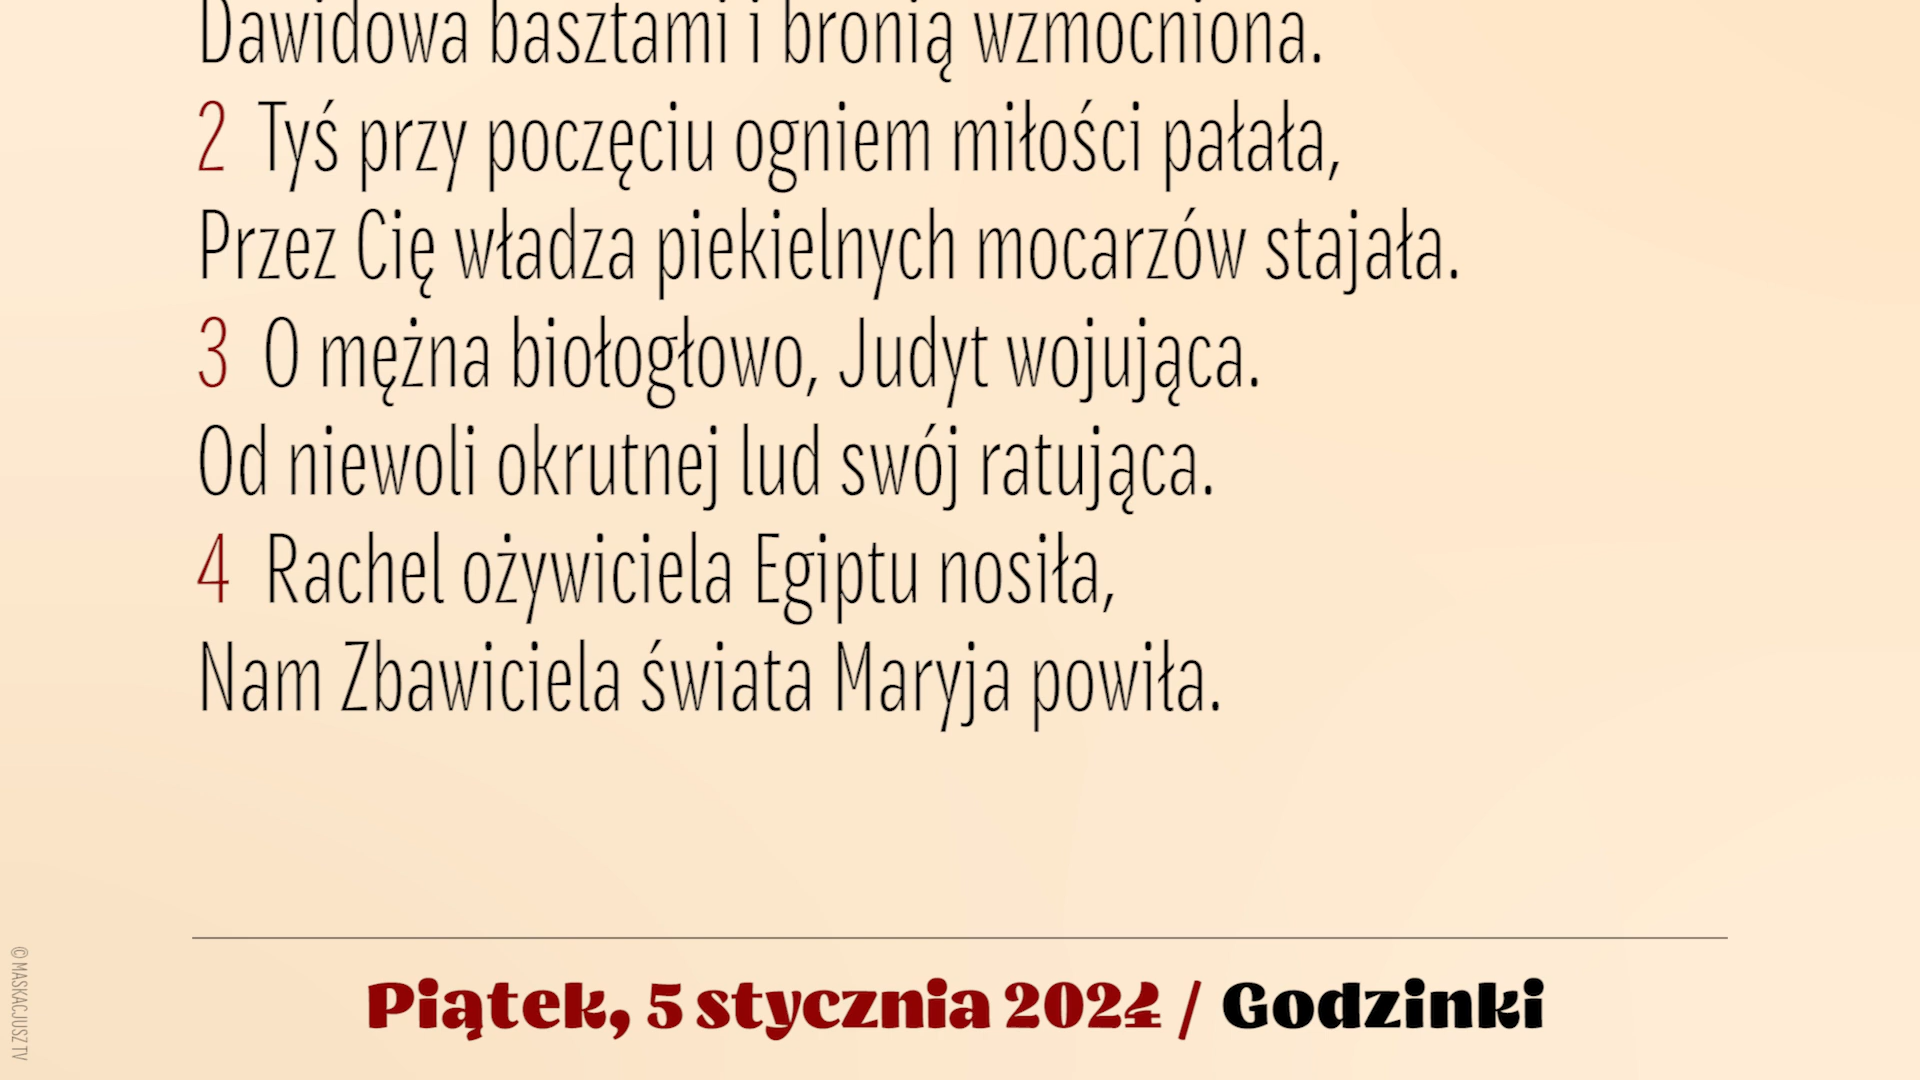 Dawidowa basztami i bronią wzmocniona.
2 Tyś przy poczęciu ogniem miłości pałała,
Przez Cię władza piekielnych mocarzów stajała.
3 O mężna biołogłowo, Judyt wojująca.
Od niewoli okrutnej lud swój ratująca.
4 Rachel ożywiciela Egiptu nosiła,
Nam Zbawiciela świata Maryja powiła.
Piątek, 5 stycznia 2024 / Godzinki
© MASKACJUSZ TV